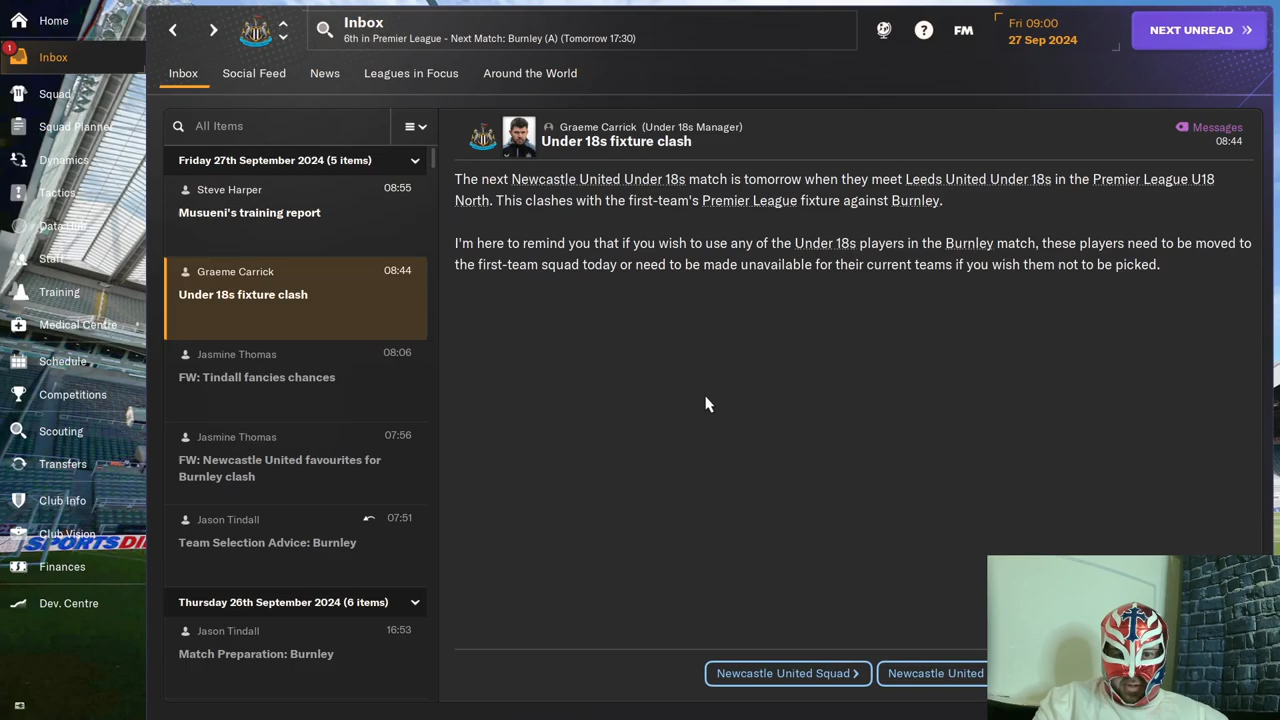 Home
1
Inbox
Squad
Squad Planner
Dynamics
Tactics
Data Hub
Staff
Training
Medical Centre
Schedule
Competitions
Scouting
Transfers
Club Info
Club Vision
SPORTSDI
Finances
Dev. Centre
Inbox
6th in Premier League - Next Match: Burnley (A) (Tomorrow 17:30)
?
FM
Fri 09:00
27 Sep 2024
NEXT UNREAD
Inbox
Social Feed
News
Leagues in Focus
Around the World
All Items
Friday 27th September 2024 (5 items)
Steve Harper 08:55
Musueni's training report
Graeme Carrick 08:44
Under 18s fixture clash
Jasmine Thomas 08:06
FW: Tindall fancies chances
Jasmine Thomas 07:56
FW: Newcastle United favourites for
Burnley clash
Jason Tindall 07:51
Team Selection Advice: Burnley
Thursday 26th September 2024 (6 items)
Jason Tindall 16:53
Match Preparation: Burnley
Graeme Carrick (Under 18s Manager)
Under 18s fixture clash
Messages
08:44
The next Newcastle United Under 18s match is tomorrow when they meet Leeds United Under 18s in the Premier League U18
North. This clashes with the first-team's Premier League fixture against Burnley.
I'm here to remind you that if you wish to use any of the Under 18s players in the Burnley match, these players need to be moved to
the first-team squad today or need to be made unavailable for their current teams if you wish them not to be picked.
Newcastle United Squad
Newcastle United